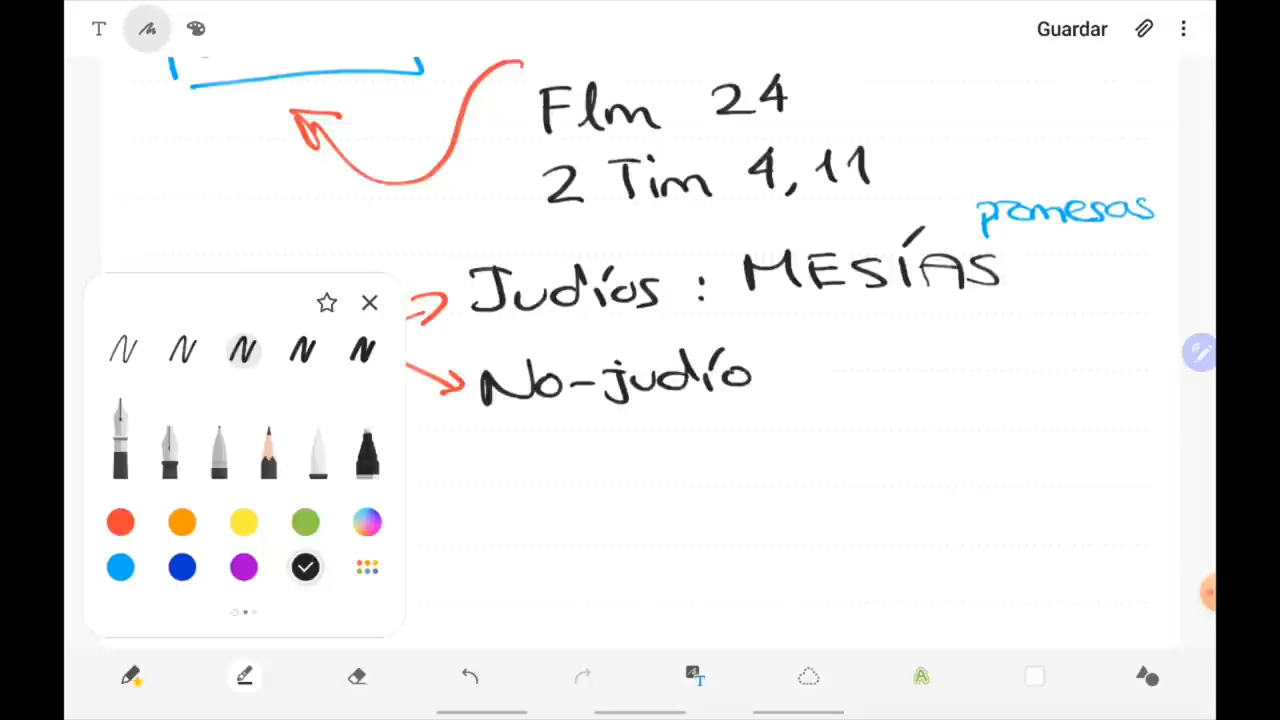 T Guardar
Flm 24
2 Tim 4, 11
promesas
Judíos : MESÍAS
No-judío
T
A